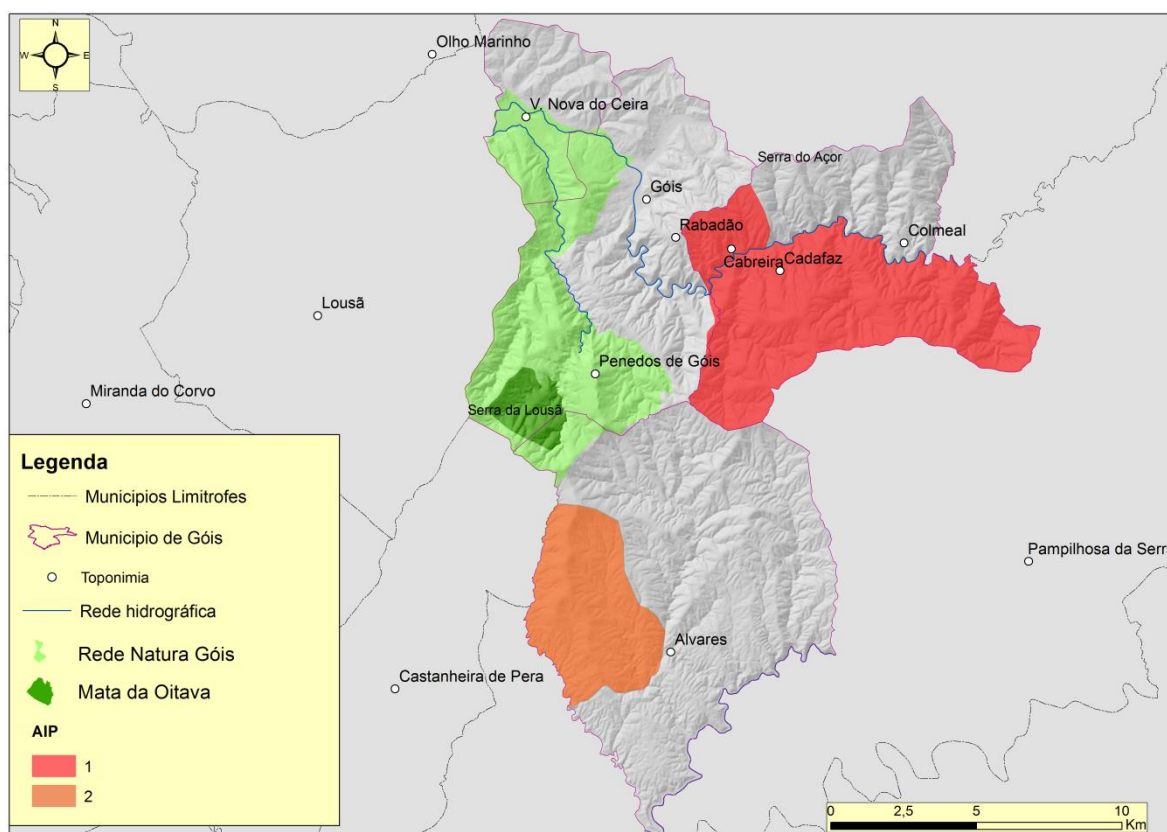 N
W E
S
Olho Marinho
V. Nova do Ceira
Serra do Açor
Góis
Rabadão
Colmeal
Cabreira
Cadafaz
Lousã
Penedos de Góis
Miranda do Corvo
Serra da Lousã
Legenda
Municipios Limitrofes
Municipio de Góis
Toponimia
Rede hidrográfica
Rede Natura Góis
Mata da Oitava
AIP
1
2
Pampilhosa da Serr
Alvares
Castanheira de Pera
0 2,5 5 10
Km